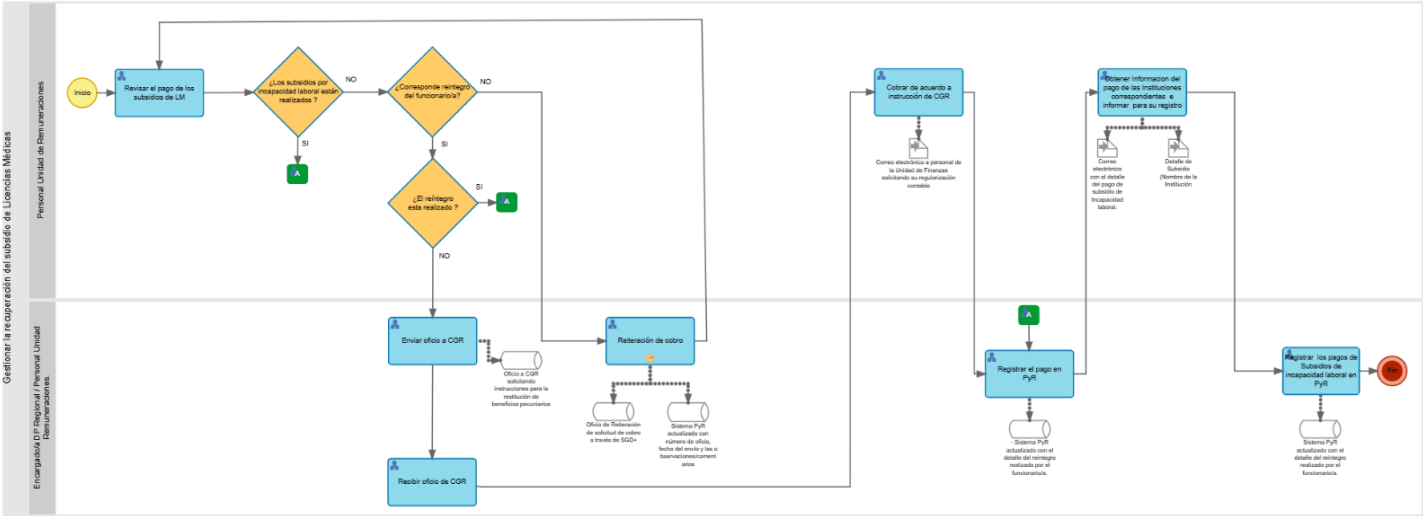 Gestionar la recuperación del subsidio de Licencias Médicas
Personal Unidad de Remuneraciones
Inicio
Revisar el pago de los
subsidios de LM
¿Los subsidios por
incapacidad laboral están
realizados ?
NO
SI
A
¿Corresponde reintegro
del funcionario/a?
NO
SI
¿El reintegro
esta realizado ?
SI
A
NO
Cobrar de acuerdo a
instrucción de CGR
Correo electrónico a personal de
la Unidad de Finanzas
solicitando su regularización
contable
Obtener Informacion del
pago de las Instituciones
correspondientes e
informar para su registro
Correo
electrónico
con el detalle
del pago de
subsidio de
Incapacidad
laboral.
Detalle de
Subsidio
(Nombre de la
Institución
Encargado/a DP Regional / Personal Unidad
Remuneraciones.
Enviar oficio a CGR
Oficio a CGR
solicitando
instrucciones para la
restitución de
beneficios pecuniarios
Reiteración de cobro
Oficio de Reiteración
de solicitud de cobro
a través de SGD+
Sistema PyR
actualizado con
número de oficio,
fecha del envío y las o
bservaciones/coment
arios
Recibir oficio de CGR
A
Registrar el pago en
PyR
- Sistema PyR
actualizado con el
detalle del reintegro
realizado por el
funcionario/a.
Registrar los pagos de
Subsidios de
incapacidad laboral en
PyR
Sistema PyR
actualizado con el
detalle del reintegro
realizado por el
funcionario/a.
Fin